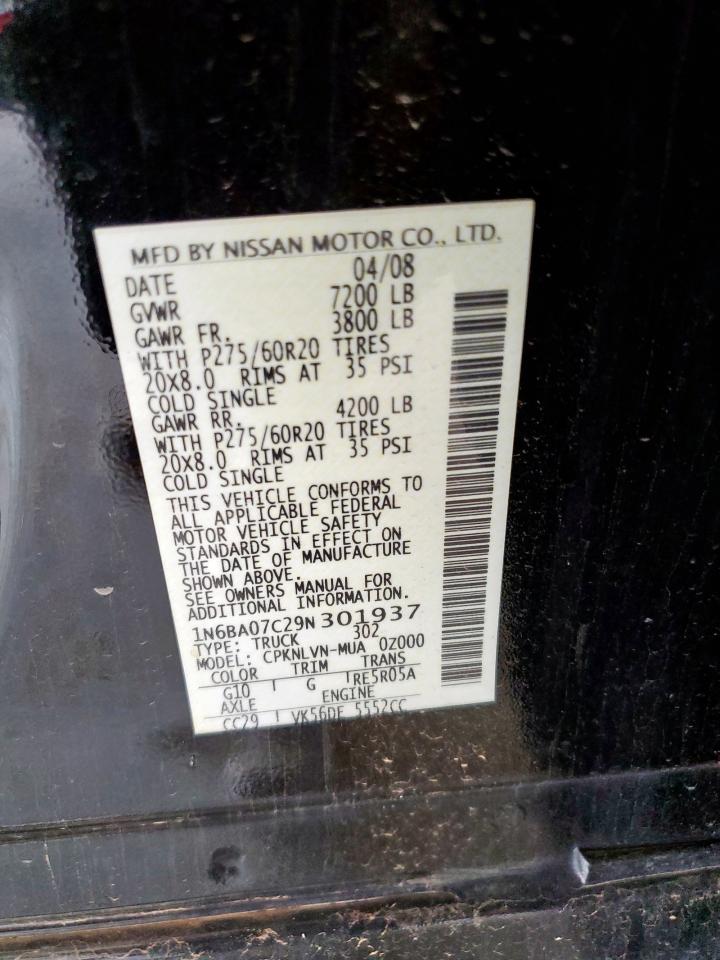 MFD BY NISSAN MOTOR CO., LTD.
DATE 04/08
GVWR 7200 LB
GAWR FR. 3800 LB
WITH P275/60R20 TIRES
20X8.0 RIMS AT 35 PSI
COLD SINGLE
GAWR RR. 4200 LB
WITH P275/60R20 TIRES
20X8.0 RIMS AT 35 PSI
COLD SINGLE
THIS VEHICLE CONFORMS TO
ALL APPLICABLE FEDERAL
MOTOR VEHICLE SAFETY
STANDARDS IN EFFECT ON
THE DATE OF MANUFACTURE
SHOWN ABOVE.
SEE OWNERS MANUAL FOR
ADDITIONAL INFORMATION.
1N6BA07C29N301937
TYPE: TRUCK 302
MODEL: CPKNLVN-MUA 0Z000
COLOR TRIM TRANS
G10 G RE5R05A
AXLE ENGINE
CC29 VK56DE 5552CC